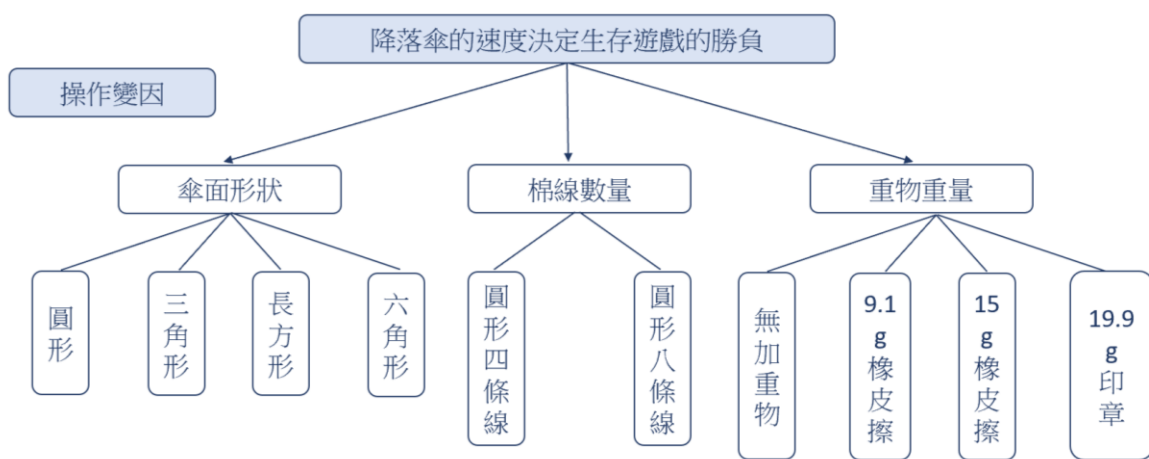 降落傘的速度決定生存遊戲的勝負
操作變因
傘面形狀
棉線數量
重物重量
圓形
三角形
長方形
六角形
圓形四條線
圓形八條線
無加重物
9.1g橡皮擦
15g橡皮擦
19.9g印章